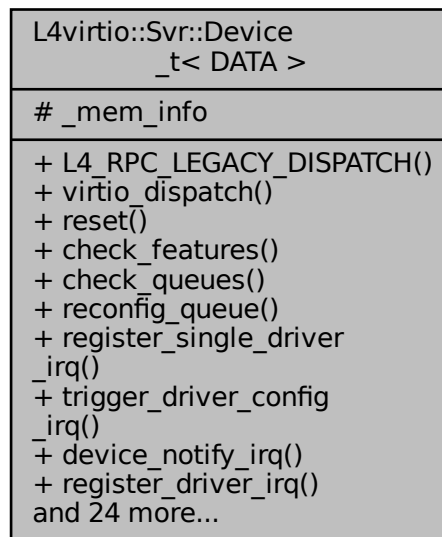 L4virtio::Svr::Device
_t< DATA >
# _mem_info
+ L4_RPC_LEGACY_DISPATCH()
+ virtio_dispatch()
+ reset()
+ check_features()
+ check_queues()
+ reconfig_queue()
+ register_single_driver
_irq()
+ trigger_driver_config
_irq()
+ device_notify_irq()
+ register_driver_irq()
and 24 more...